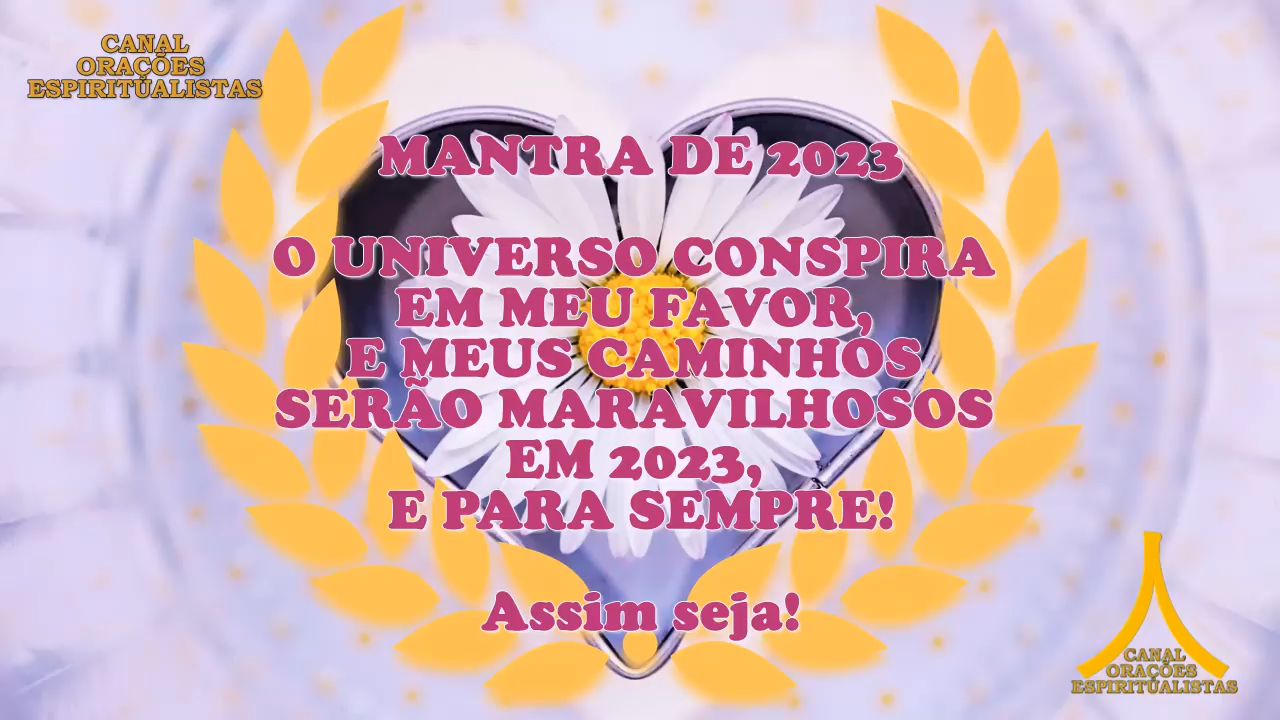 CANAL
ORAÇÕES
ESPIRITUALISTAS
MANTRA DE 2023
O UNIVERSO CONSPIRA
EM MEU FAVOR,
E MEUS CAMINHOS
SERÃO MARAVILHOSOS
EM 2023,
E PARA SEMPRE!
Assim seja!
CANAL
ORAÇÕES
ESPIRITUALISTAS